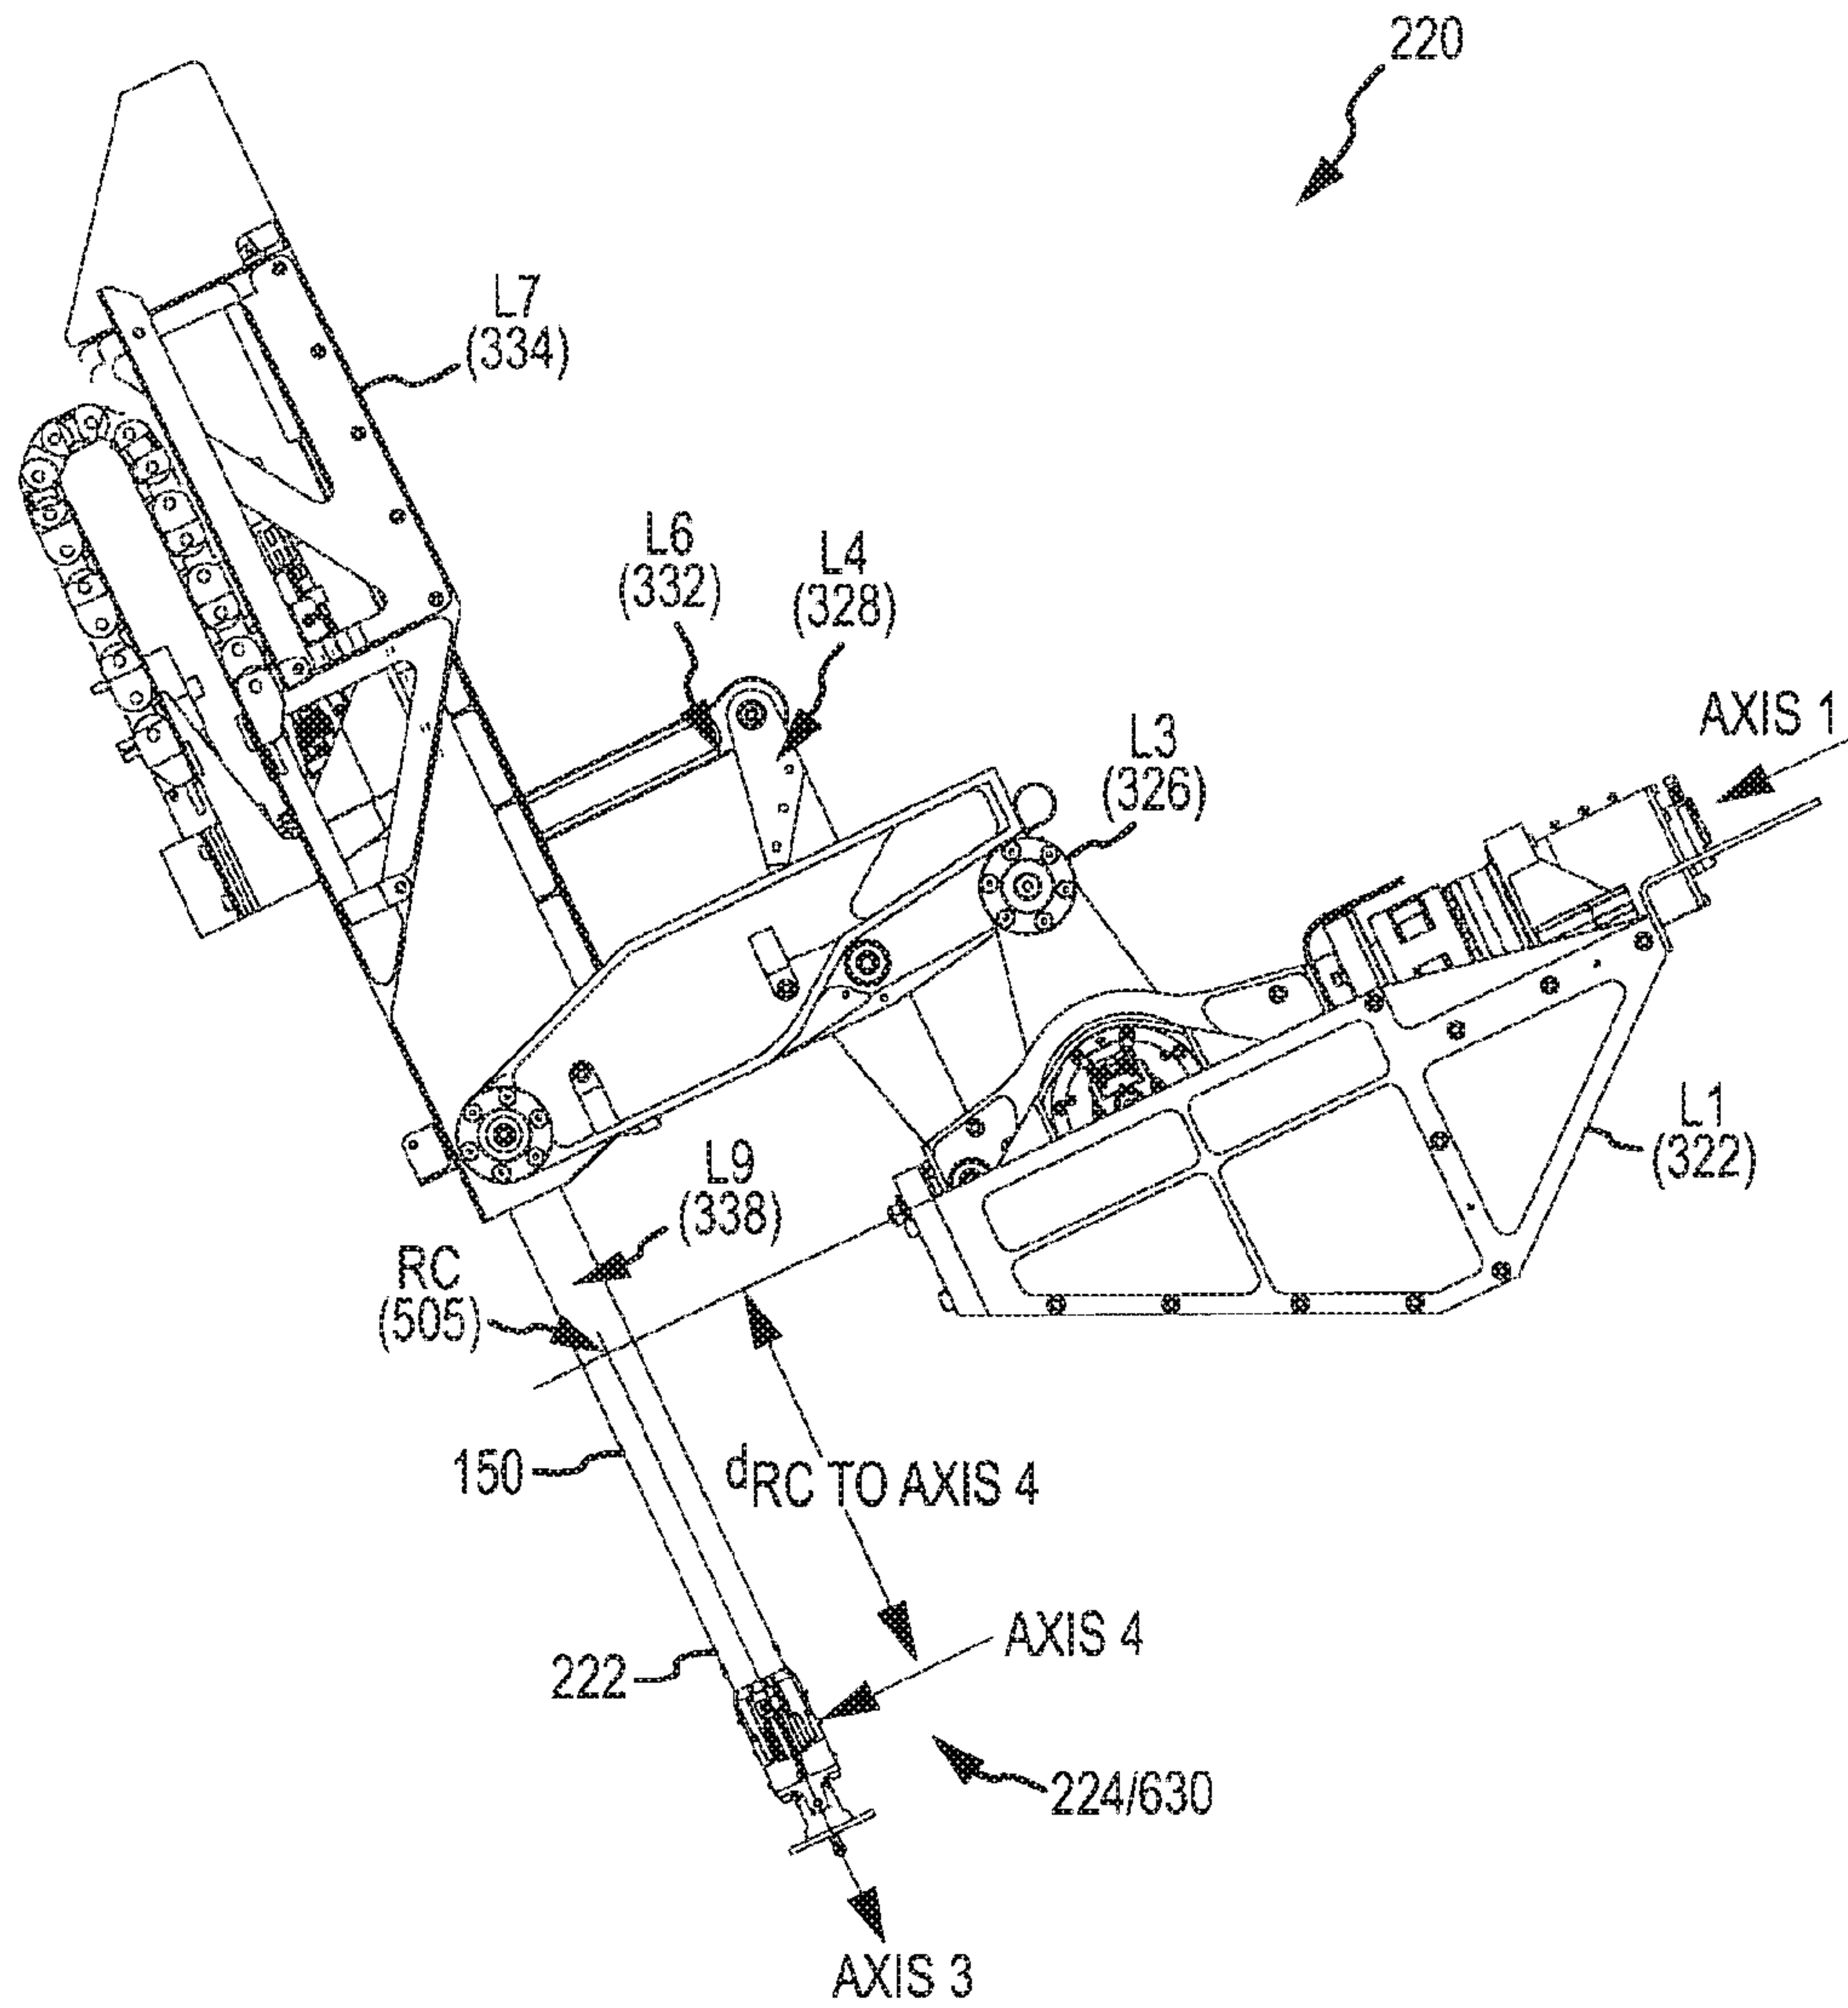 220
L7
(334)
L6
(332)
L4
(328)
L3
(326)
AXIS 1
L1
(322)
L9
(338)
RC
(505)
150
dRC TO AXIS 4
222
AXIS 4
224/630
AXIS 3